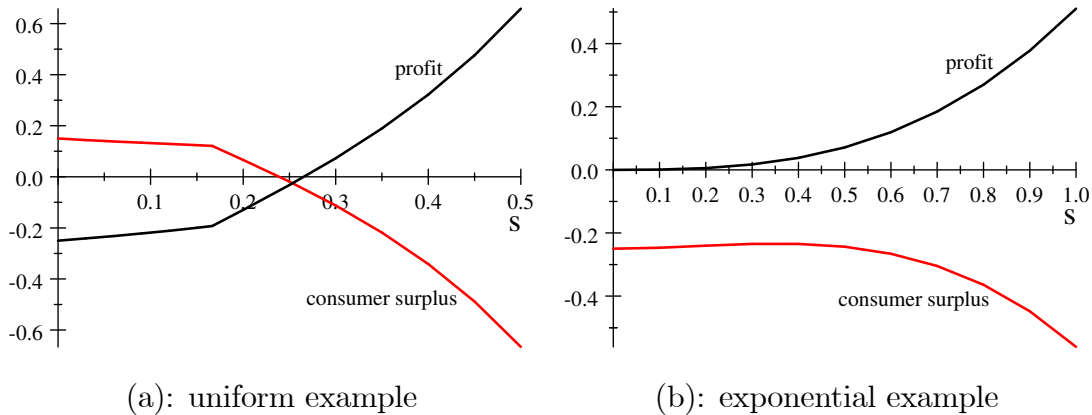 0.6
0.4
0.2
0.0
-0.2
-0.4
-0.6
0.1 0.2 0.3 0.4 0.5
S
profit
consumer surplus
(a): uniform example
0.4
0.2
0.0
-0.2
-0.4
0.1 0.2 0.3 0.4 0.5 0.6 0.7 0.8 0.9 1.0
S
profit
consumer surplus
(b): exponential example